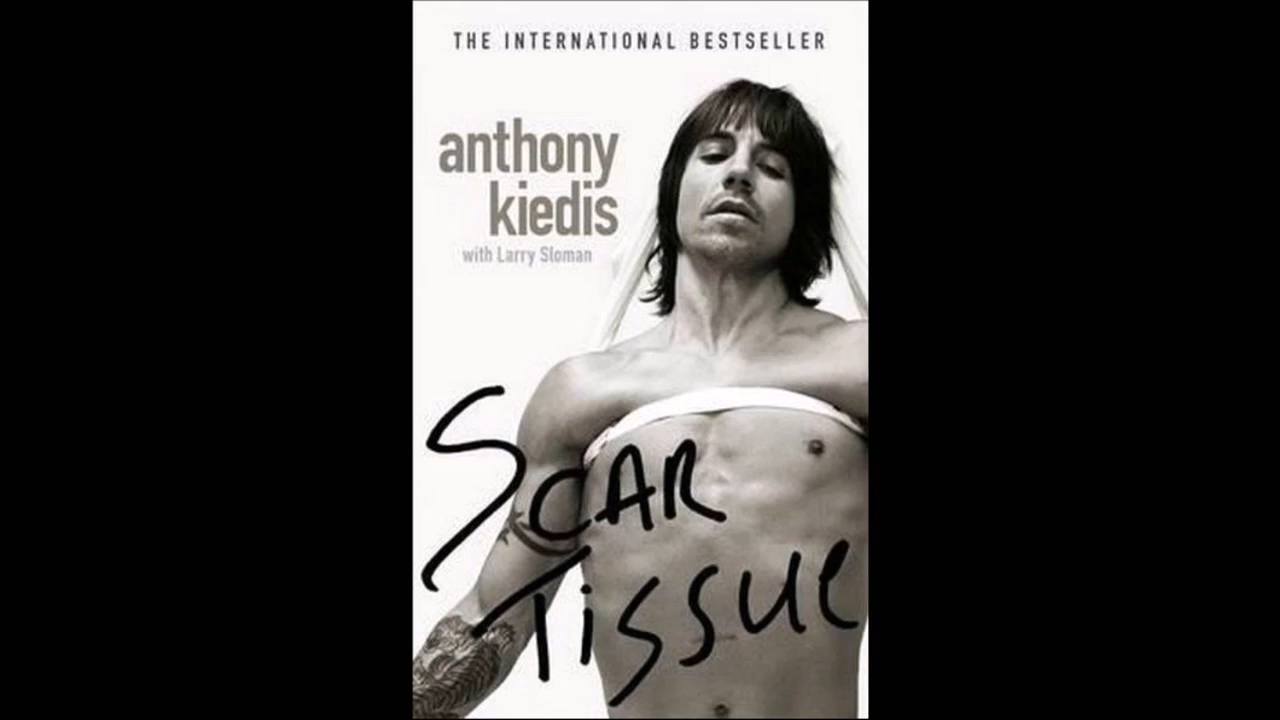 THE INTERNATIONAL BESTSELLER
anthony
kiedis
with Larry Sloman
SCAR
TissUe